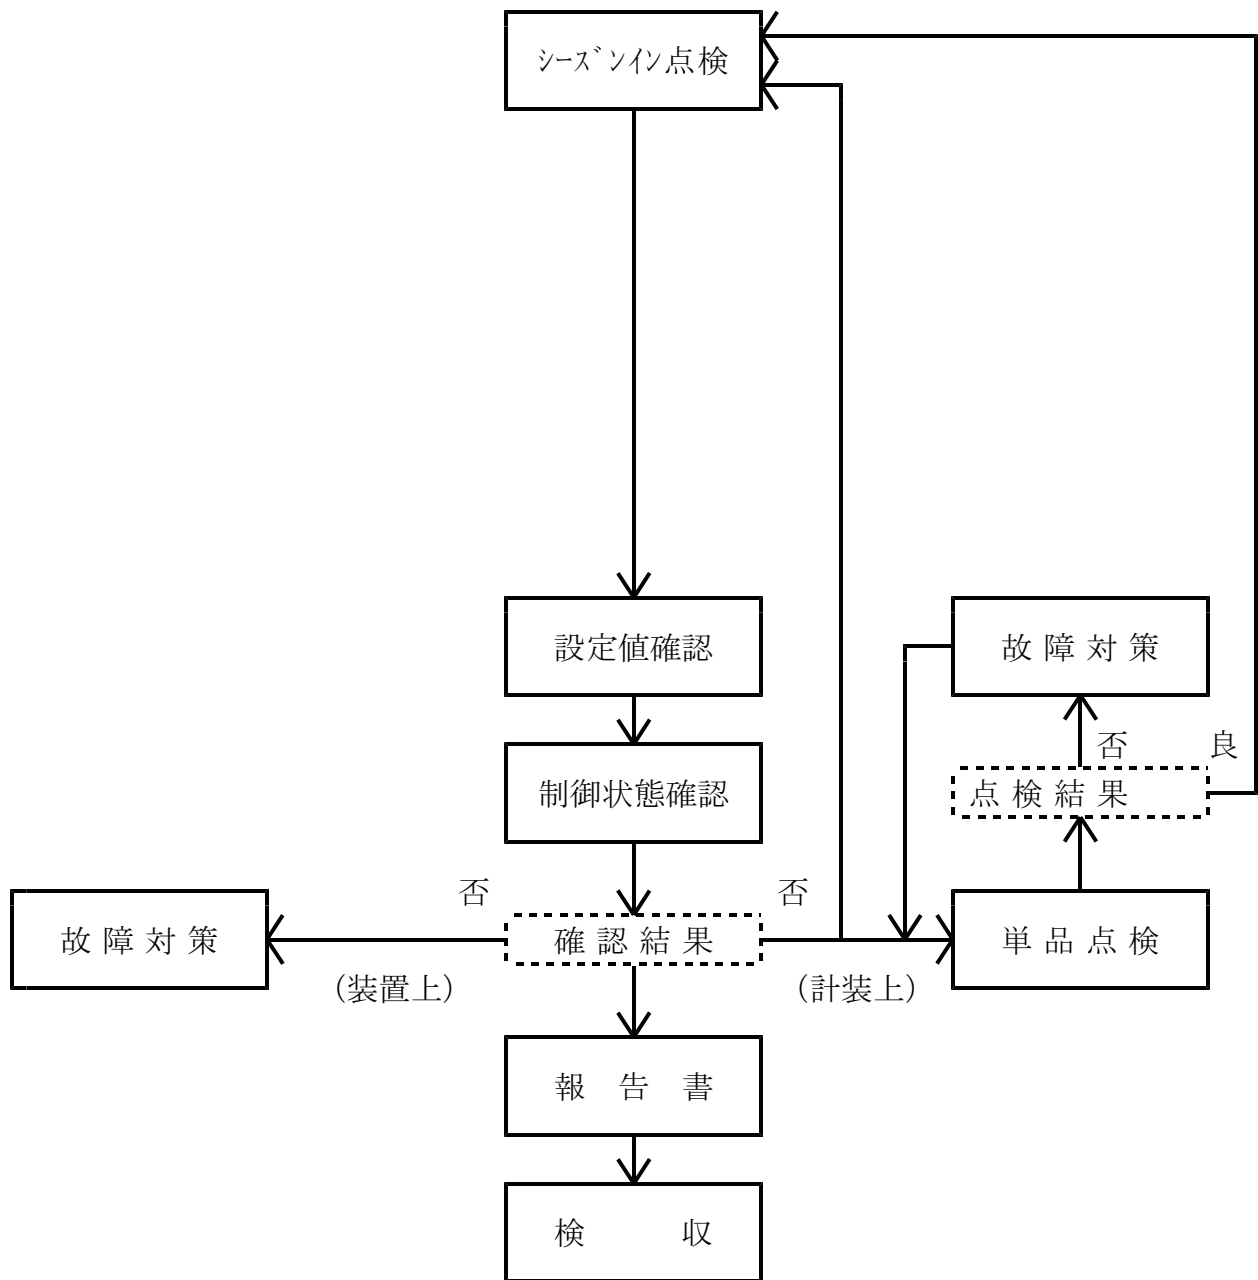 ｼｰｽﾞﾝｲﾝ点検
設定値確認
故 障 対 策
否
良
制御状態確認
点 検 結 果
否
否
故 障 対 策
確 認 結 果
単 品 点 検
（装置上）
（計装上）
報　告　書
検　　　収